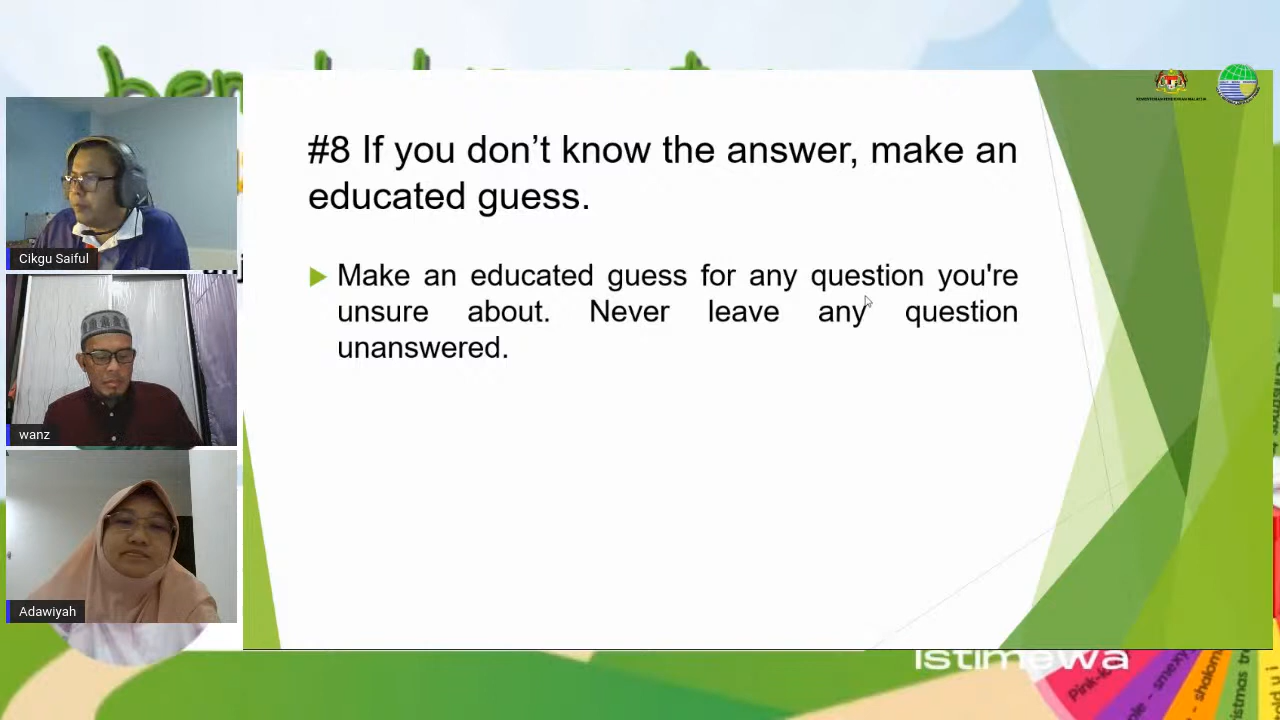 #8 If you don’t know the answer, make an
educated guess.
Make an educated guess for any question you're
unsure about. Never leave any question
unanswered.
Cikgu Saiful
wanz
Adawiyah
istimewa